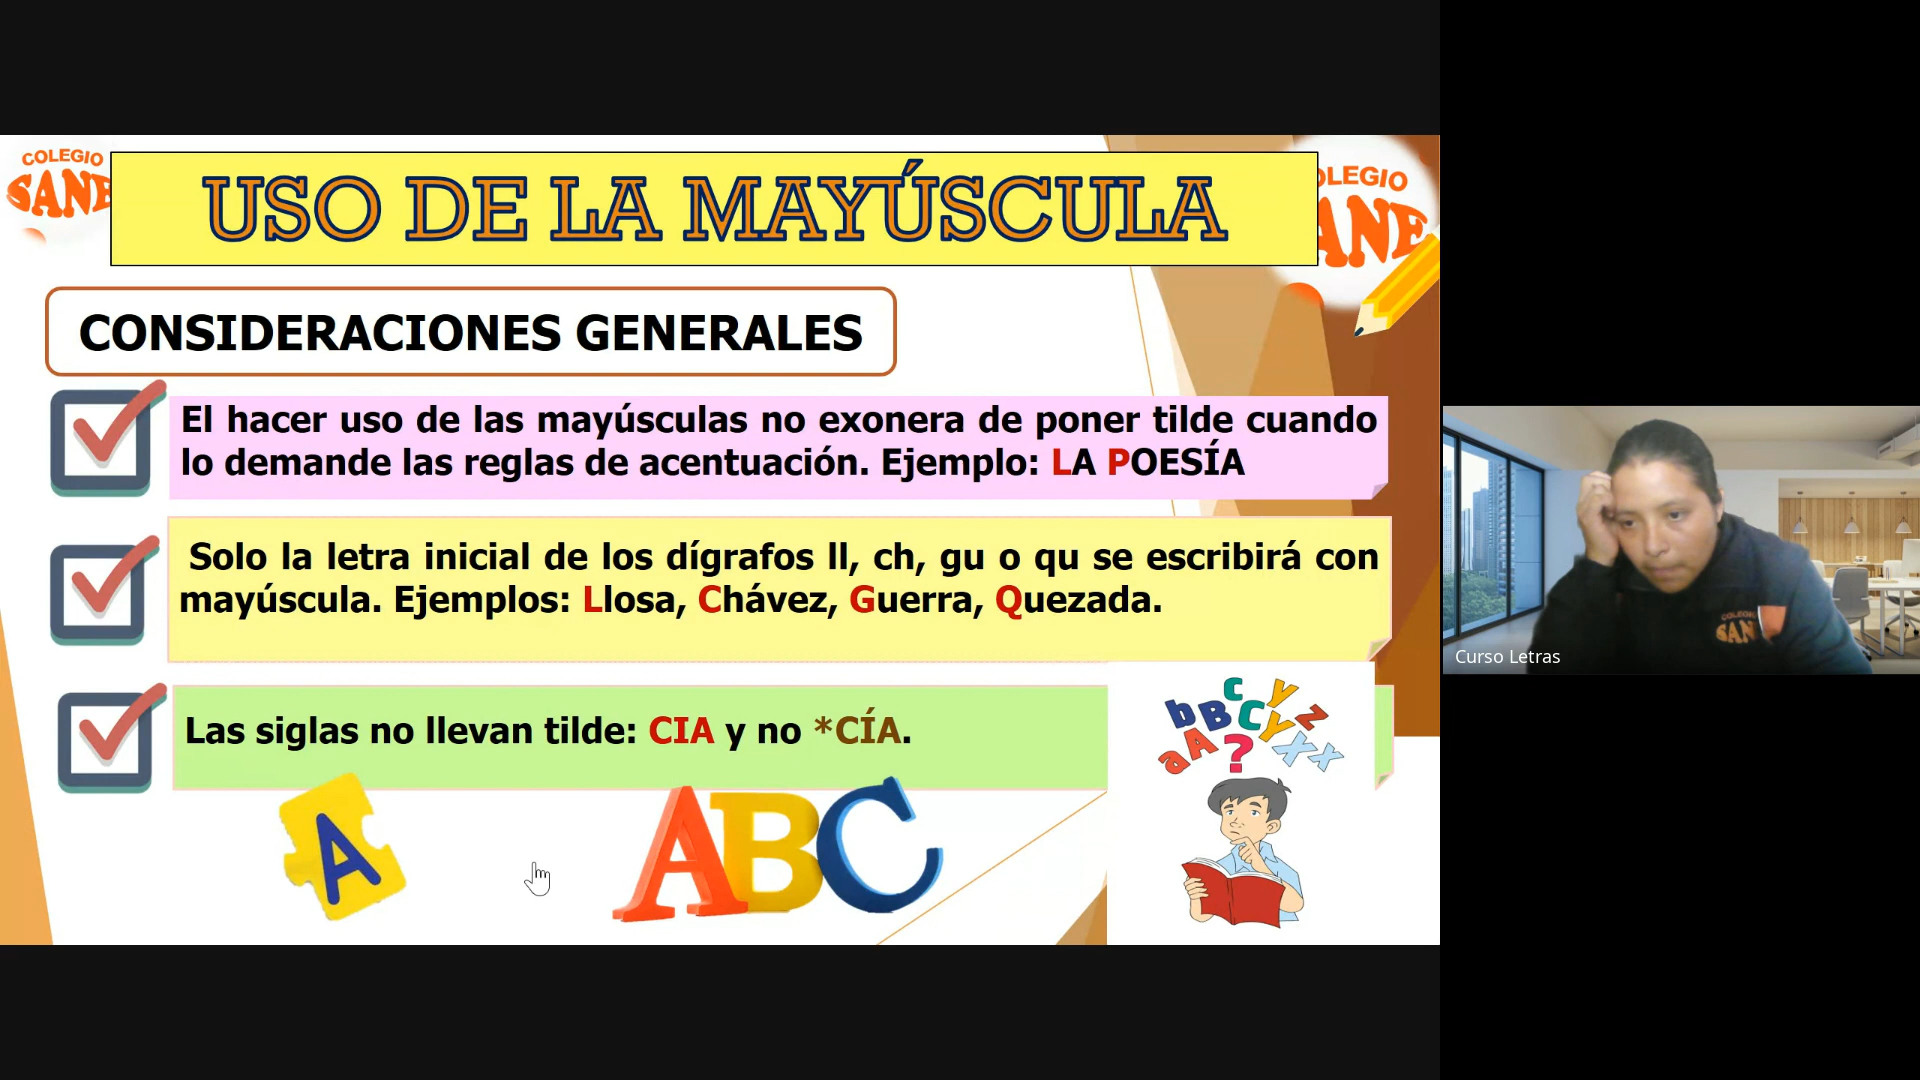 COLEGIO
SANE
USO DE LA MAYÚSCULA
OLEGIO
ANE
CONSIDERACIONES GENERALES
El hacer uso de las mayúsculas no exonera de poner tilde cuando
lo demande las reglas de acentuación. Ejemplo: LA POESÍA
Solo la letra inicial de los dígrafos ll, ch, gu o qu se escribirá con
mayúscula. Ejemplos: Llosa, Chávez, Guerra, Quezada.
Las siglas no llevan tilde: CIA y no *CÍA.
c y
b B C y z
a A ? X x
A
ABC
COLEGIO
SAN
Curso Letras